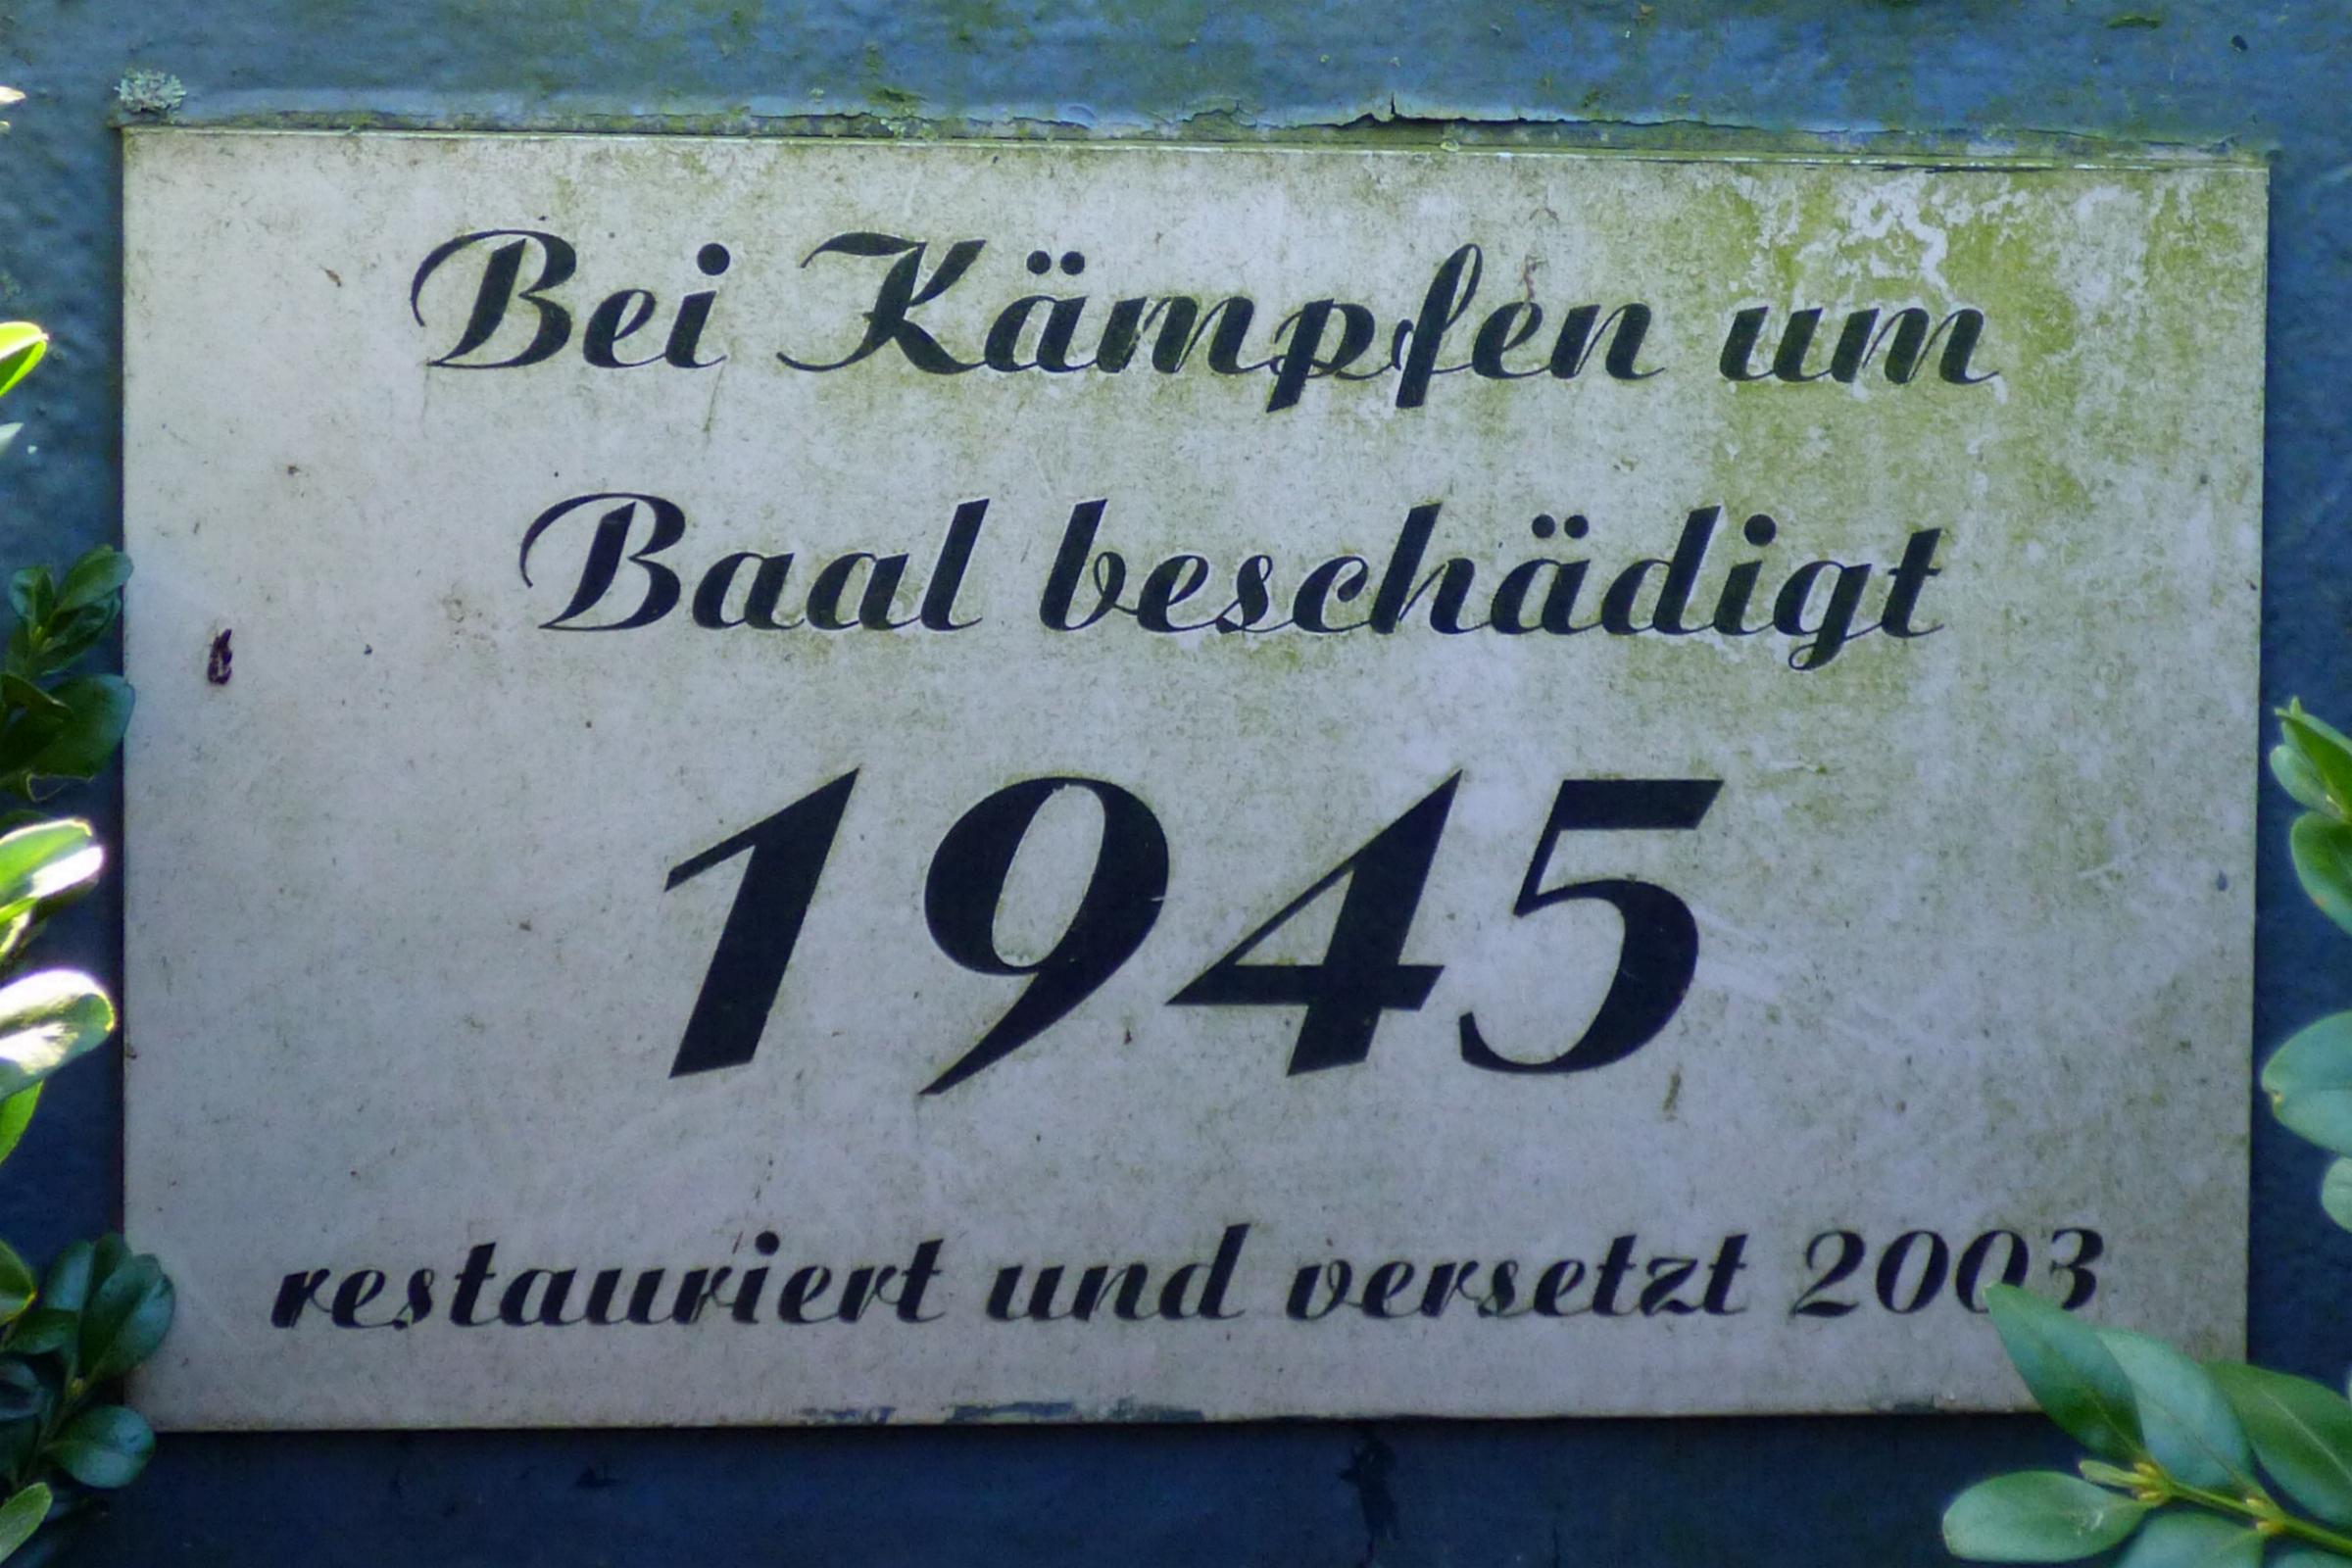 Bei Kämpfen um
Baal beschädigt
1945
restauriert und versetzt 2003